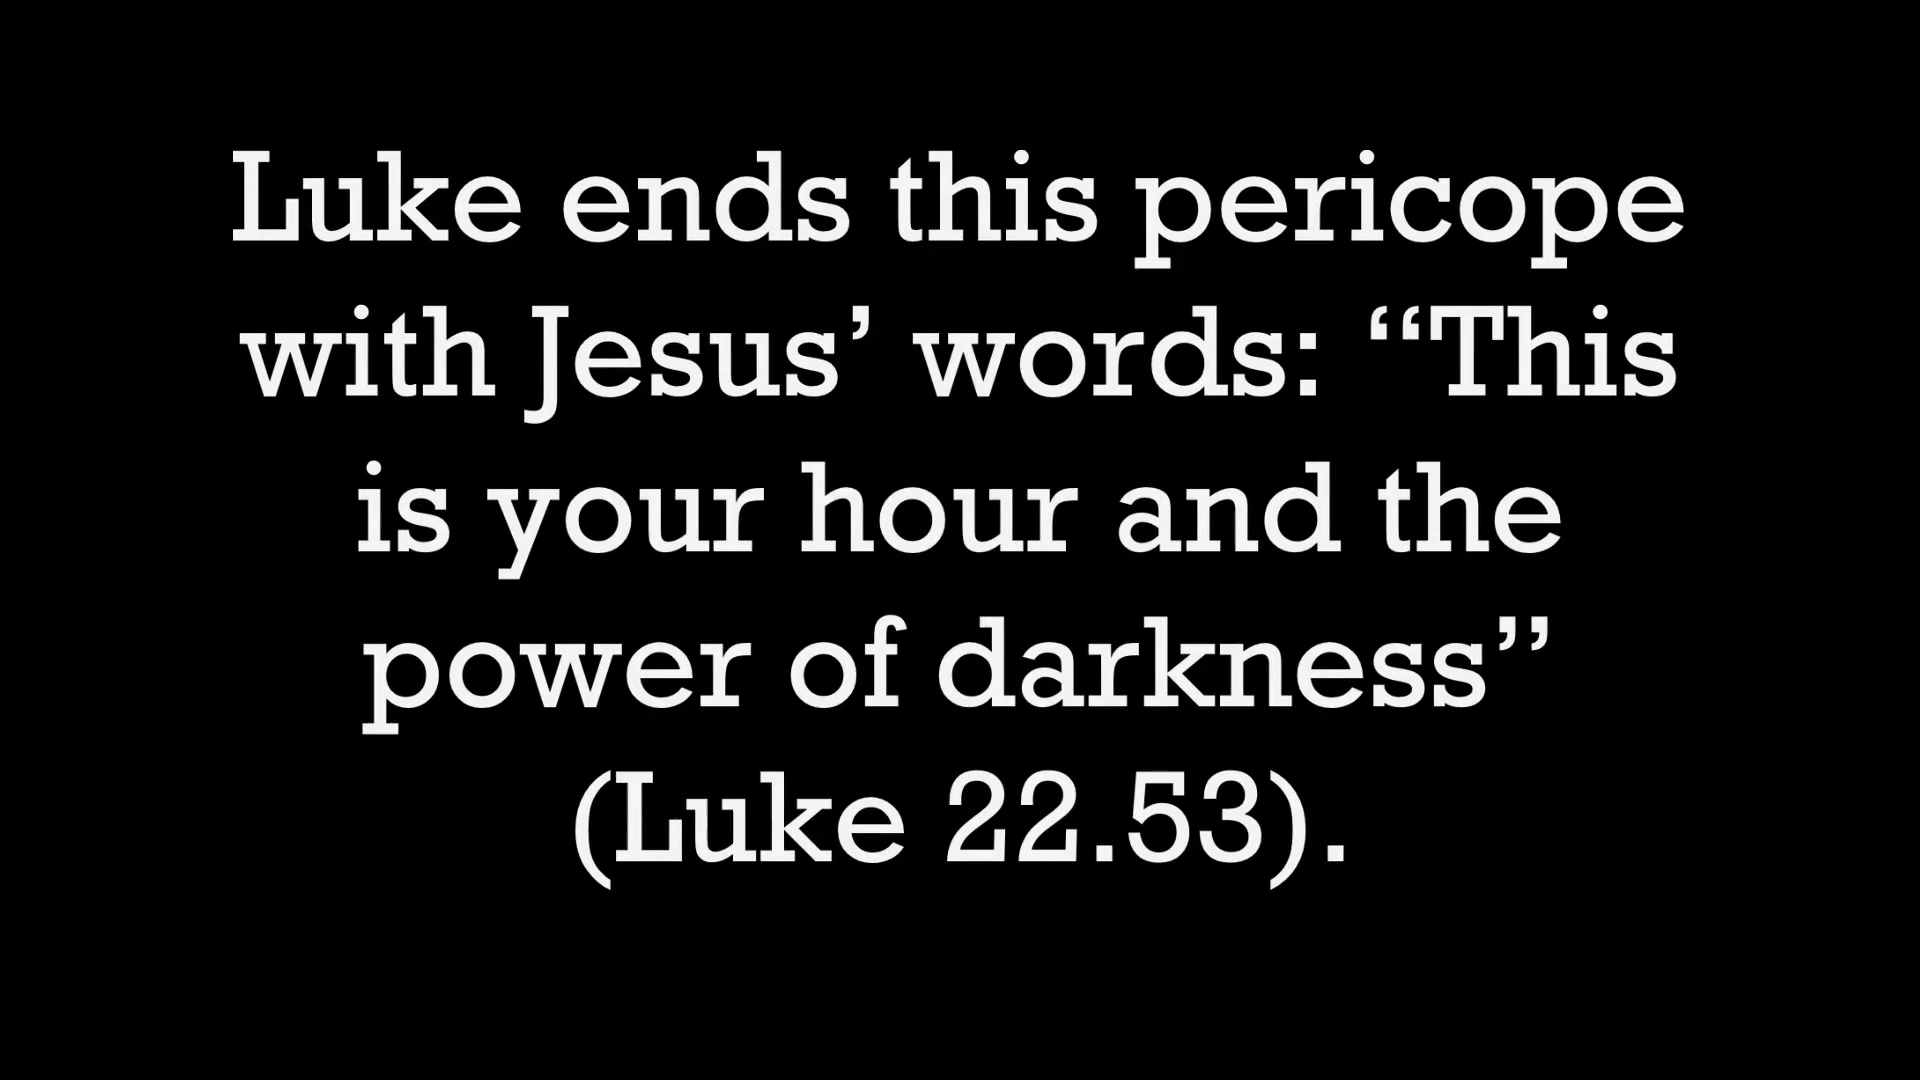 Luke ends this pericope
with Jesus’ words: “This
is your hour and the
power of darkness”
(Luke 22.53).